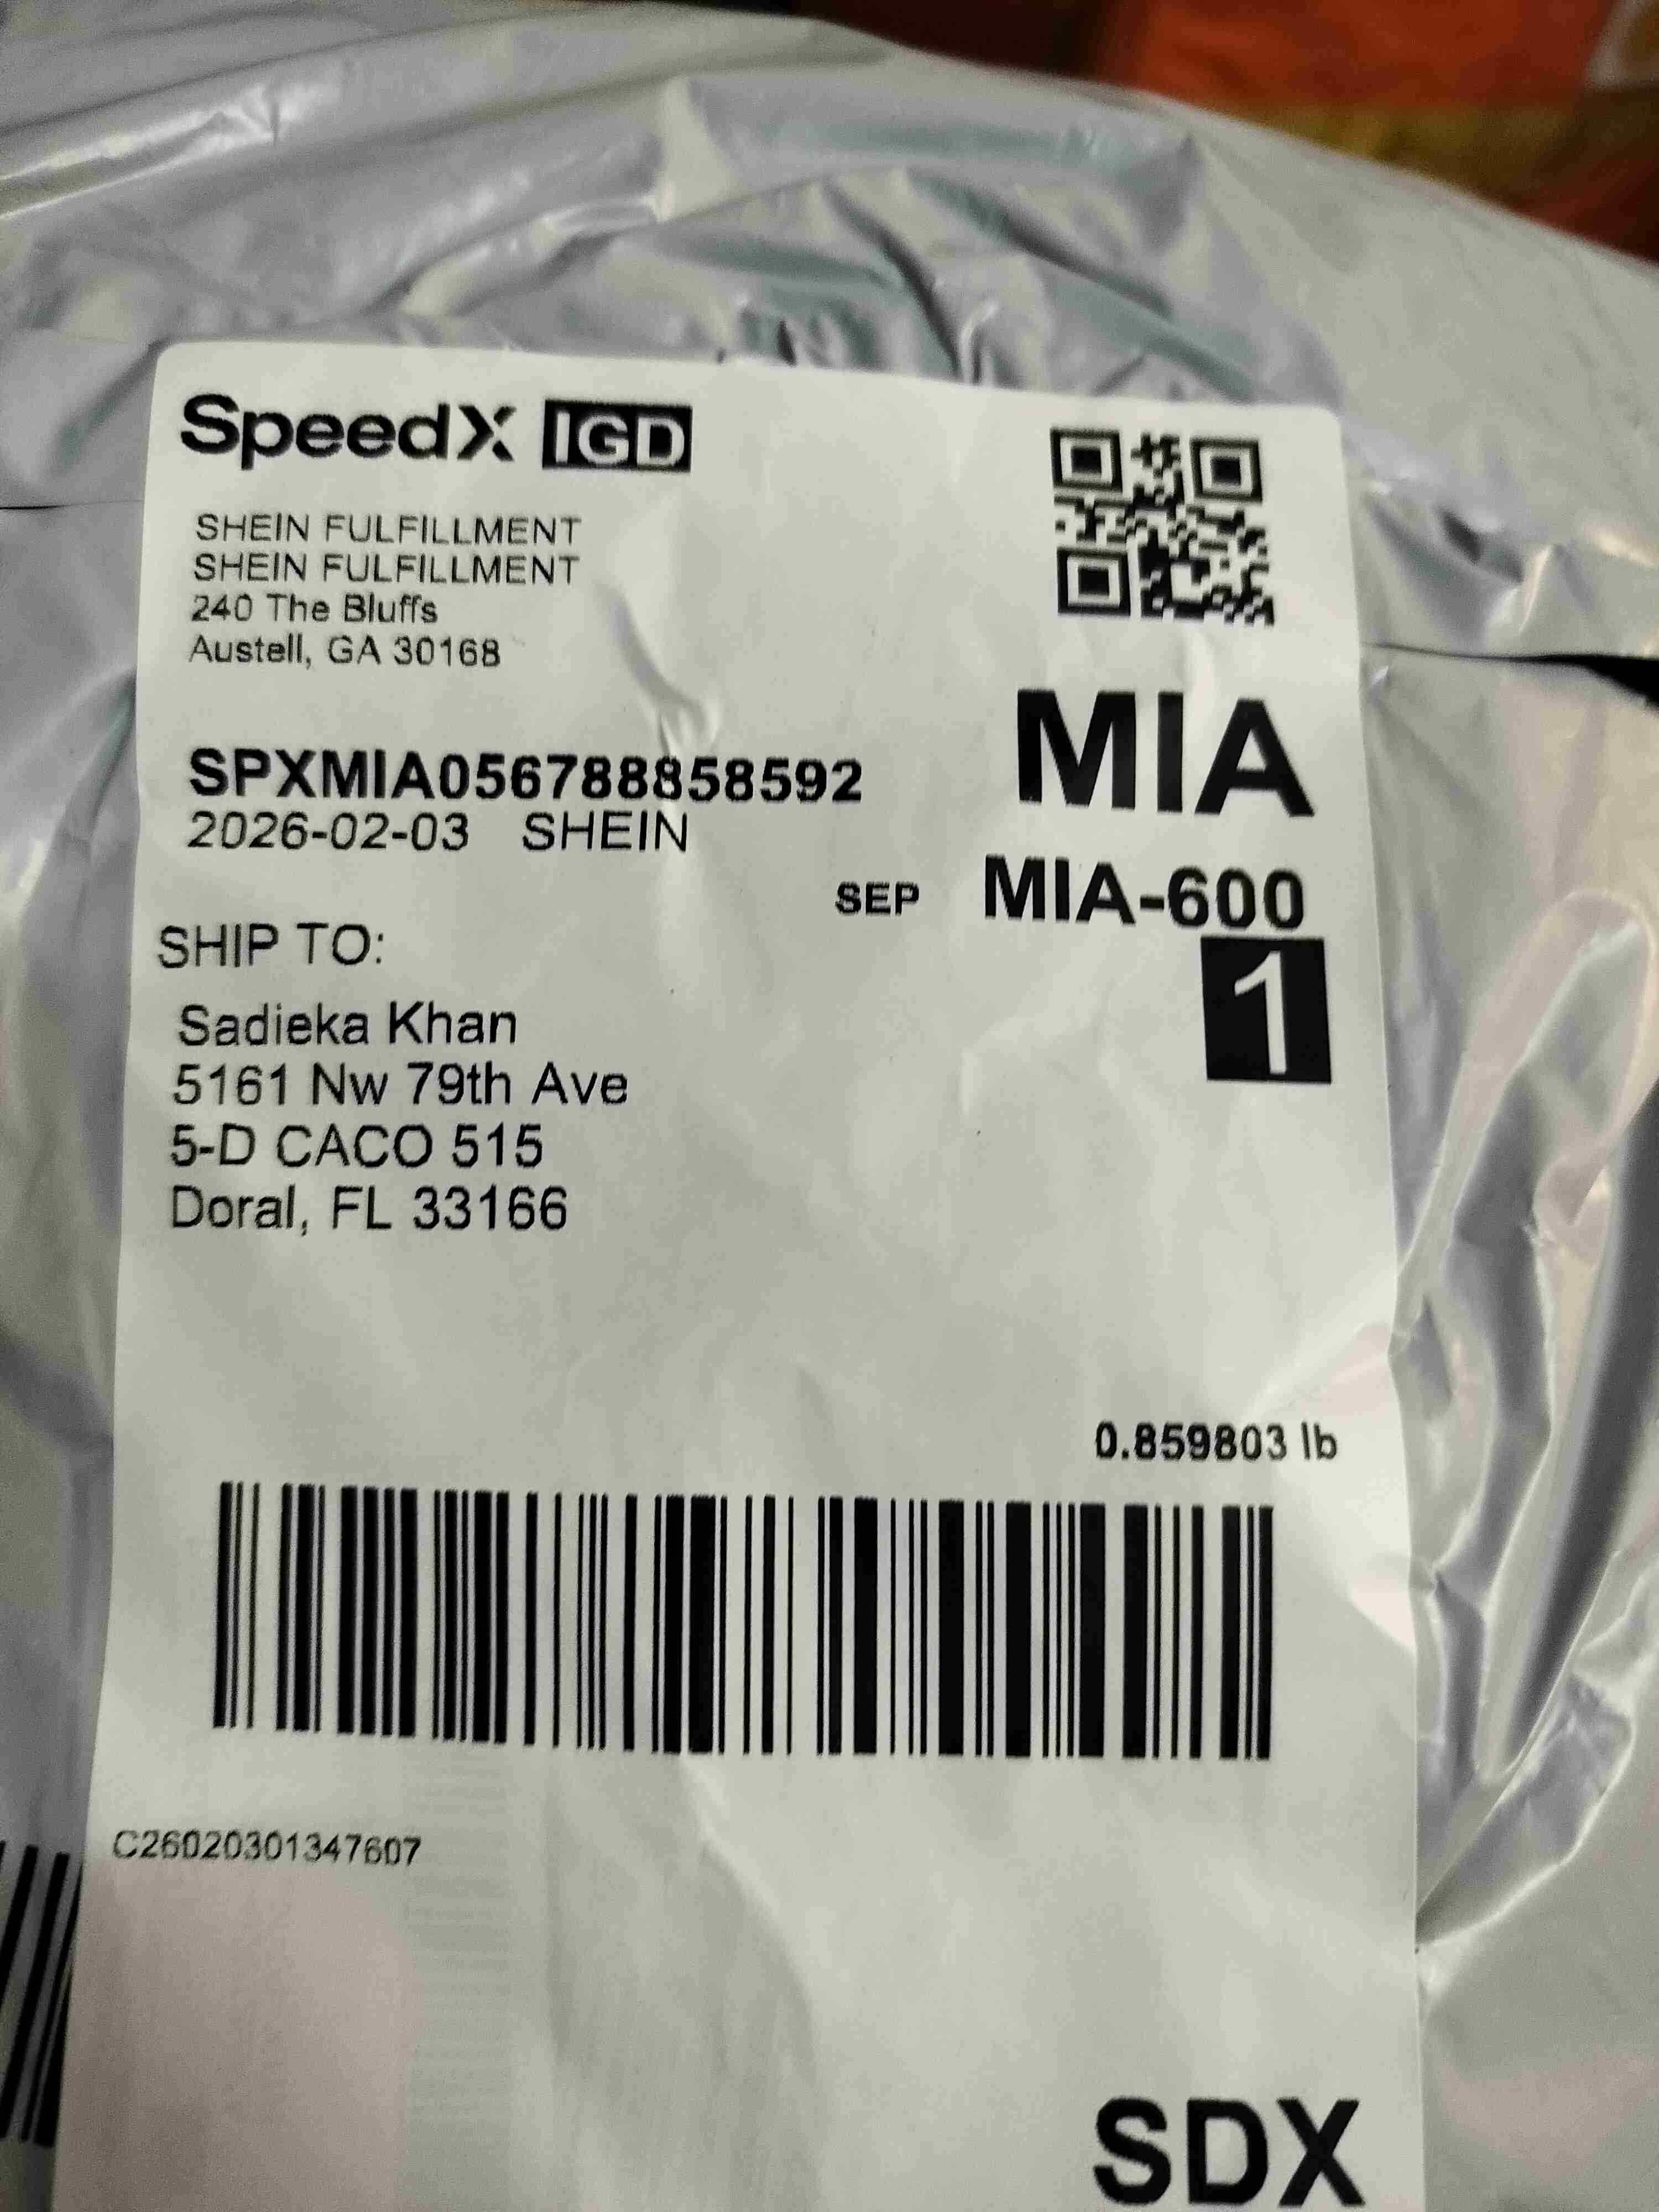 SpeedX IGD
SHEIN FULFILLMENT
SHEIN FULFILLMENT
240 The Bluffs
Austell, GA 30168
MIA
SPXMIA056788858592
2026-02-03 SHEIN
SEP MIA-600
1
SHIP TO:
Sadieka Khan
5161 Nw 79th Ave
5-D CACO 515
Doral, FL 33166
0.859803 lb
C26020301347607
SDX